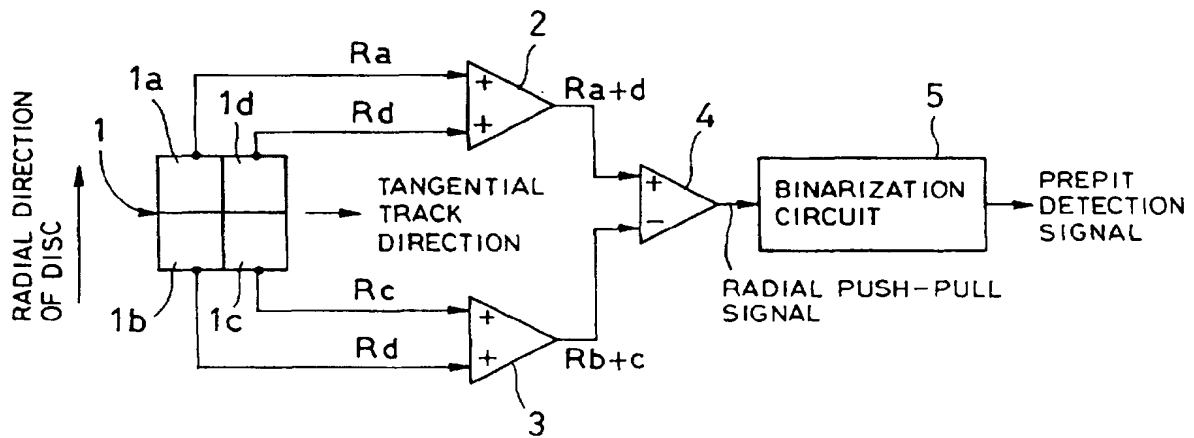 2
Ra
1a
1d
Rd
Ra+d
+
+
4
5
RADIAL DIRECTION
OF DISC
1
TANGENTIAL
TRACK
DIRECTION
+
−
BINARIZATION
CIRCUIT
PREPIT
DETECTION
SIGNAL
RADIAL PUSH-PULL
SIGNAL
1b
1c
Rc
Rd
+
+
Rb+c
3